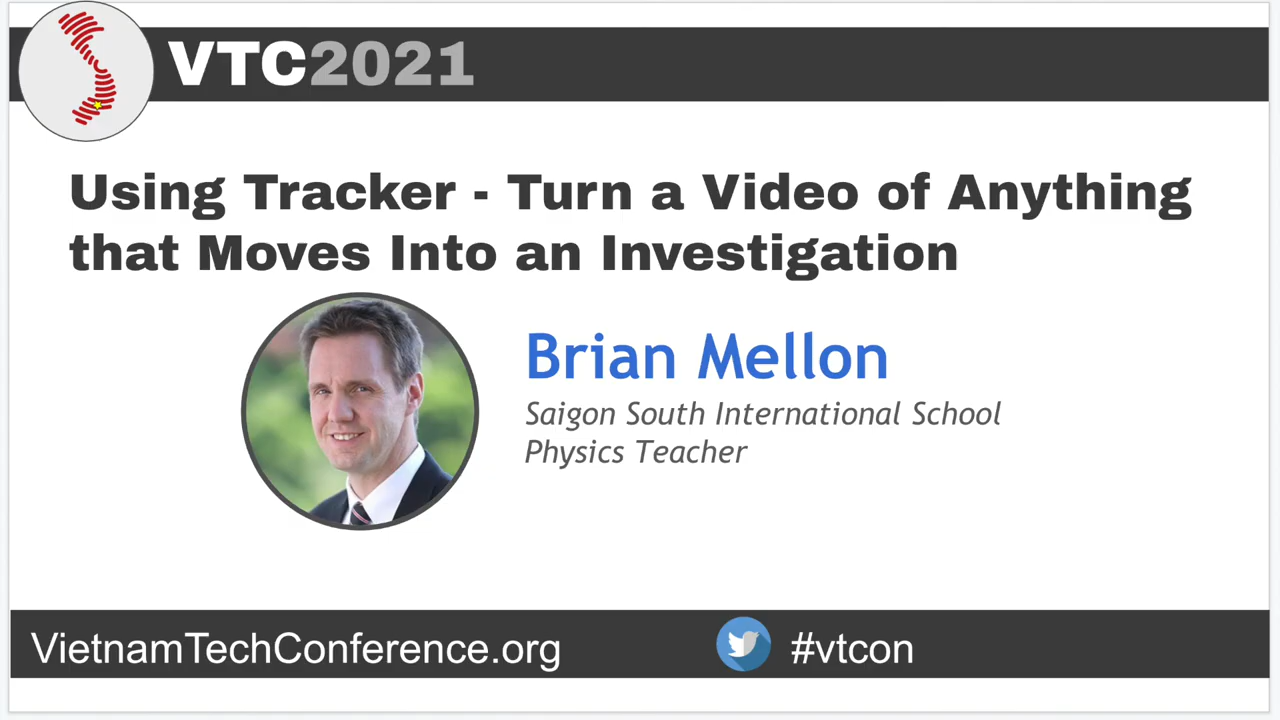 VTC2021
Using Tracker - Turn a Video of Anything
that Moves Into an Investigation
Brian Mellon
Saigon South International School
Physics Teacher
VietnamTechConference.org
#vtcon